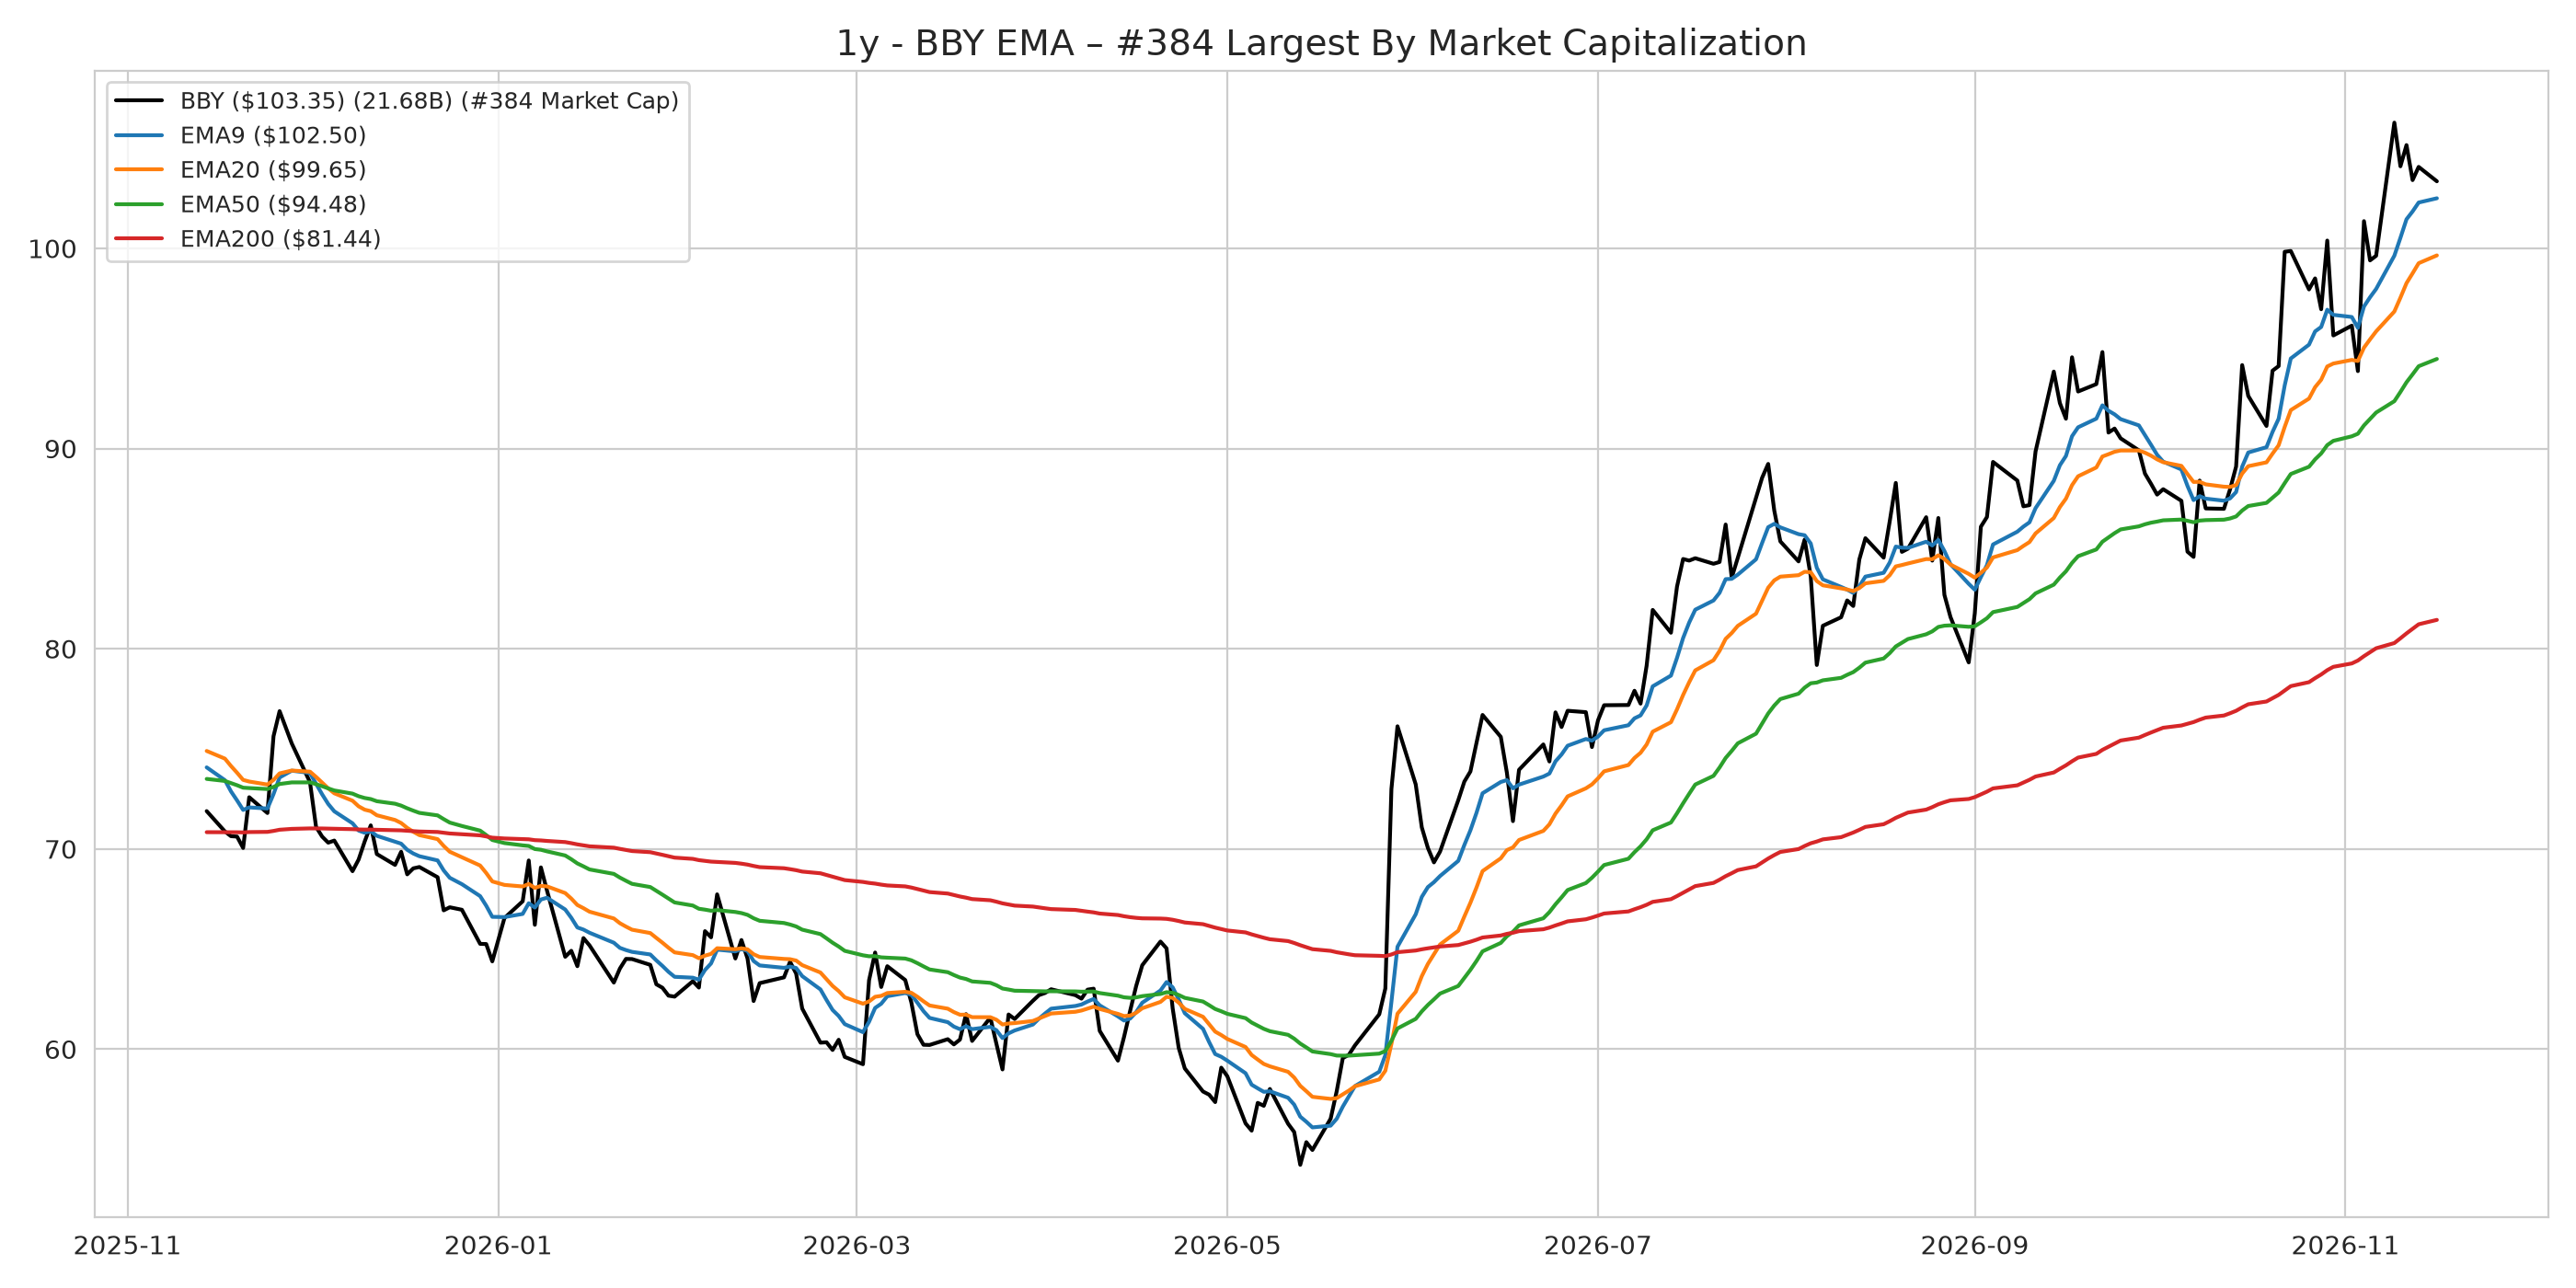 1y - BBY EMA – #384 Largest By Market Capitalization
BBY ($103.35) (21.68B) (#384 Market Cap)
EMA9 ($102.50)
EMA20 ($99.65)
EMA50 ($94.48)
EMA200 ($81.44)
100
90
80
70
60
2025-11
2026-01
2026-03
2026-05
2026-07
2026-09
2026-11